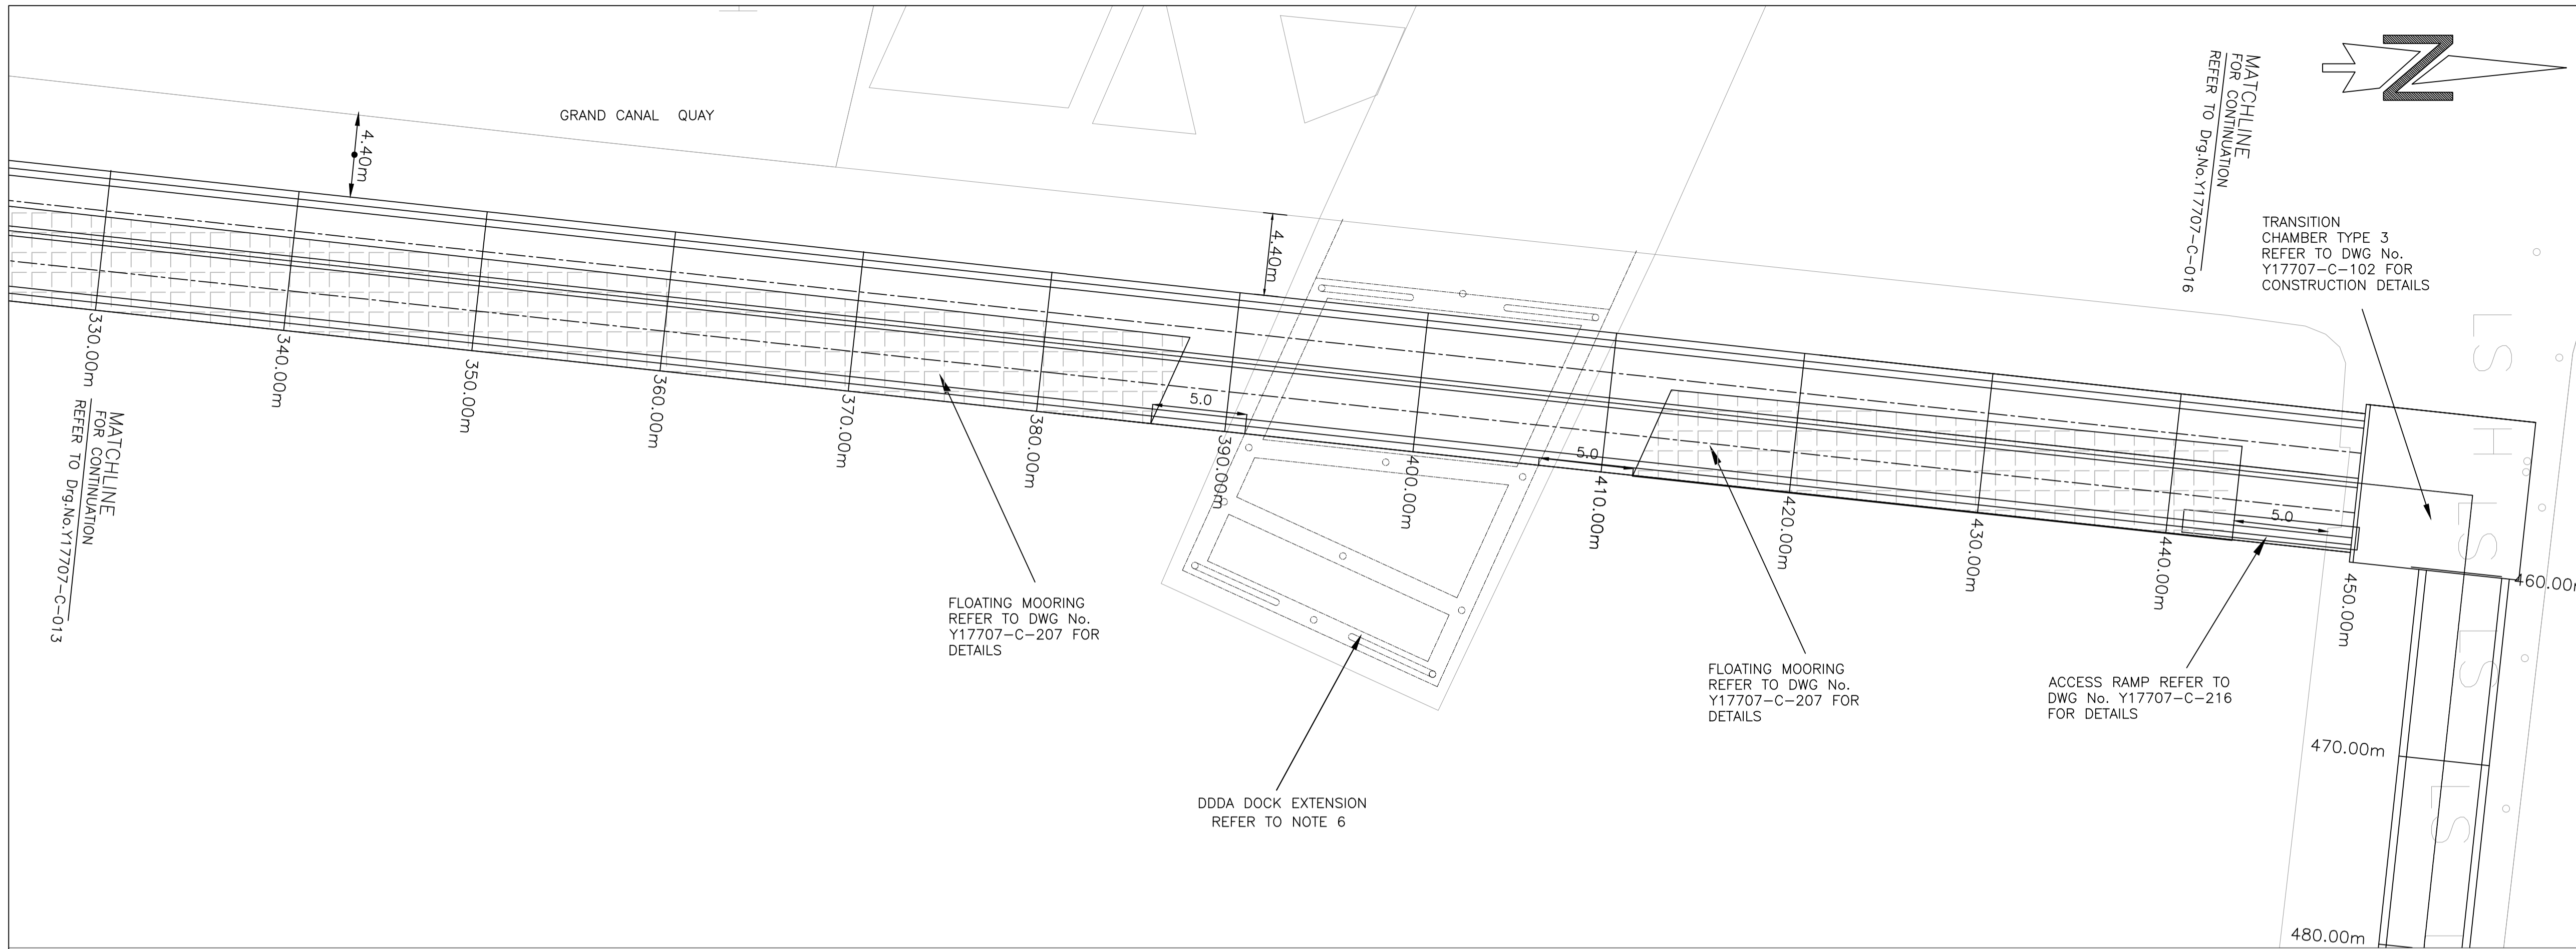 GRAND CANAL QUAY
4.40m
4.40m
MATCHLINE
FOR CONTINUATION
REFER TO Drg.No.Y17707-C-016
N
TRANSITION
CHAMBER TYPE 3
REFER TO DWG No.
Y17707-C-102 FOR
CONSTRUCTION DETAILS
330.00m
340.00m
350.00m
360.00m
370.00m
380.00m
390.00m
400.00m
410.00m
420.00m
430.00m
440.00m
450.00m
460.00m
470.00m
480.00m
5.0
5.0
5.0
MATCHLINE
FOR CONTINUATION
REFER TO Drg.No.Y17707-C-013
FLOATING MOORING
REFER TO DWG No.
Y17707-C-207 FOR
DETAILS
DDDA DOCK EXTENSION
REFER TO NOTE 6
FLOATING MOORING
REFER TO DWG No.
Y17707-C-207 FOR
DETAILS
ACCESS RAMP REFER TO
DWG No. Y17707-C-216
FOR DETAILS